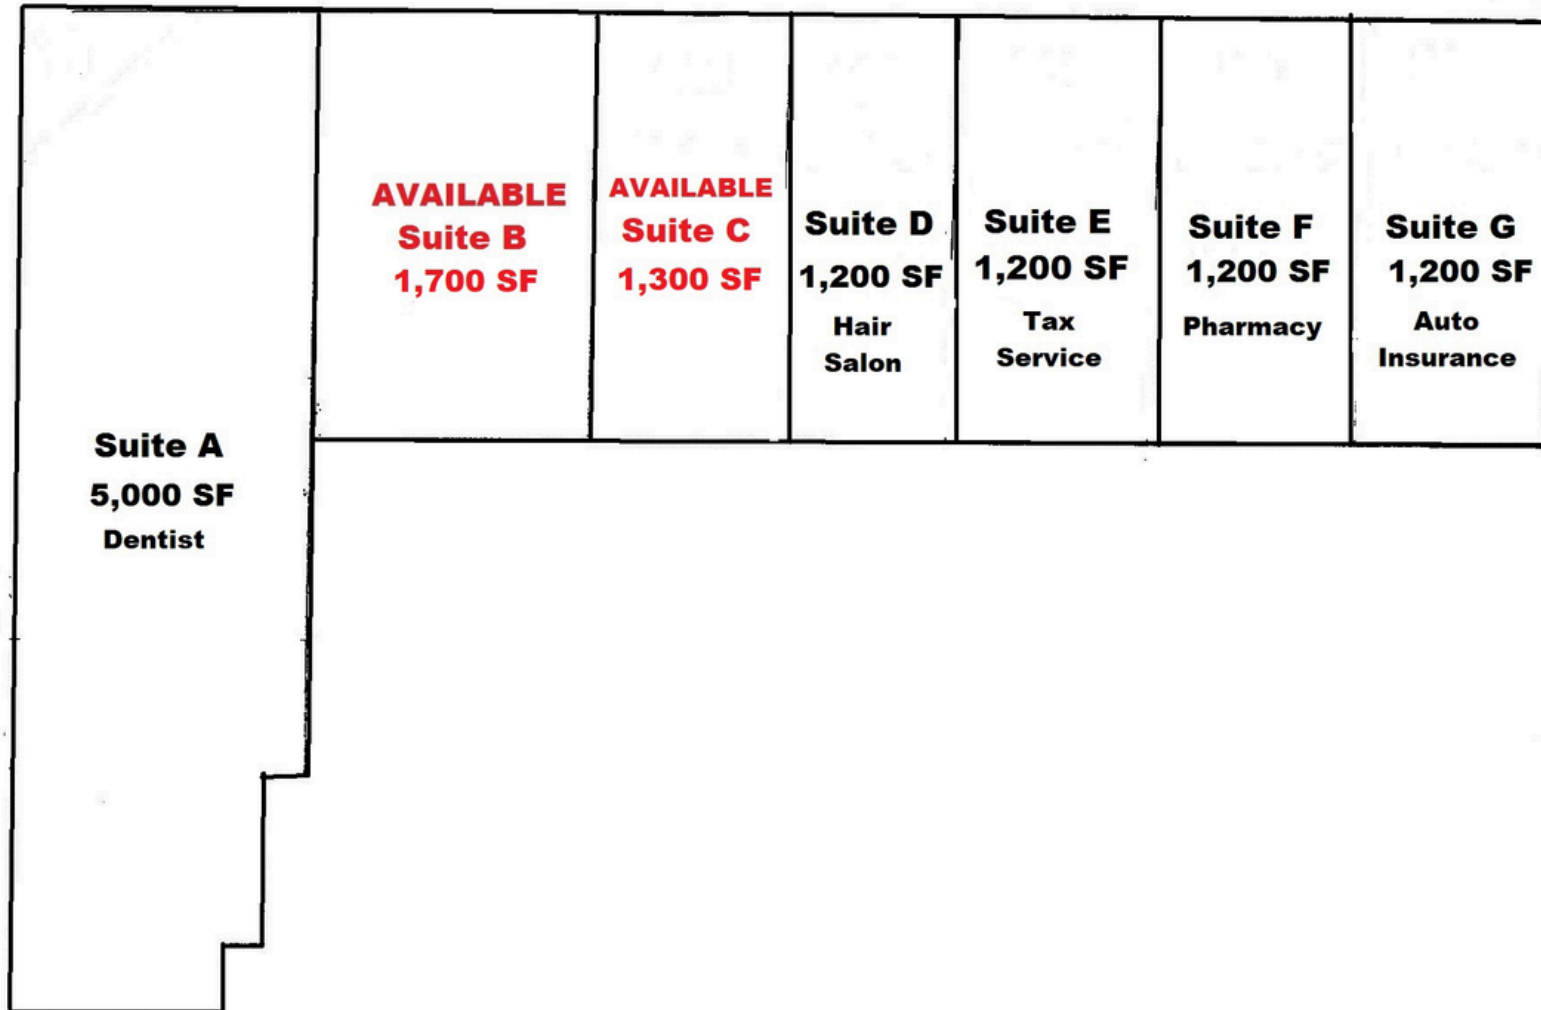 AVAILABLE
Suite B
1,700 SF
AVAILABLE
Suite C
1,300 SF
Suite D
1,200 SF
Hair
Salon
Suite E
1,200 SF
Tax
Service
Suite F
1,200 SF
Pharmacy
Suite G
1,200 SF
Auto
Insurance
Suite A
5,000 SF
Dentist